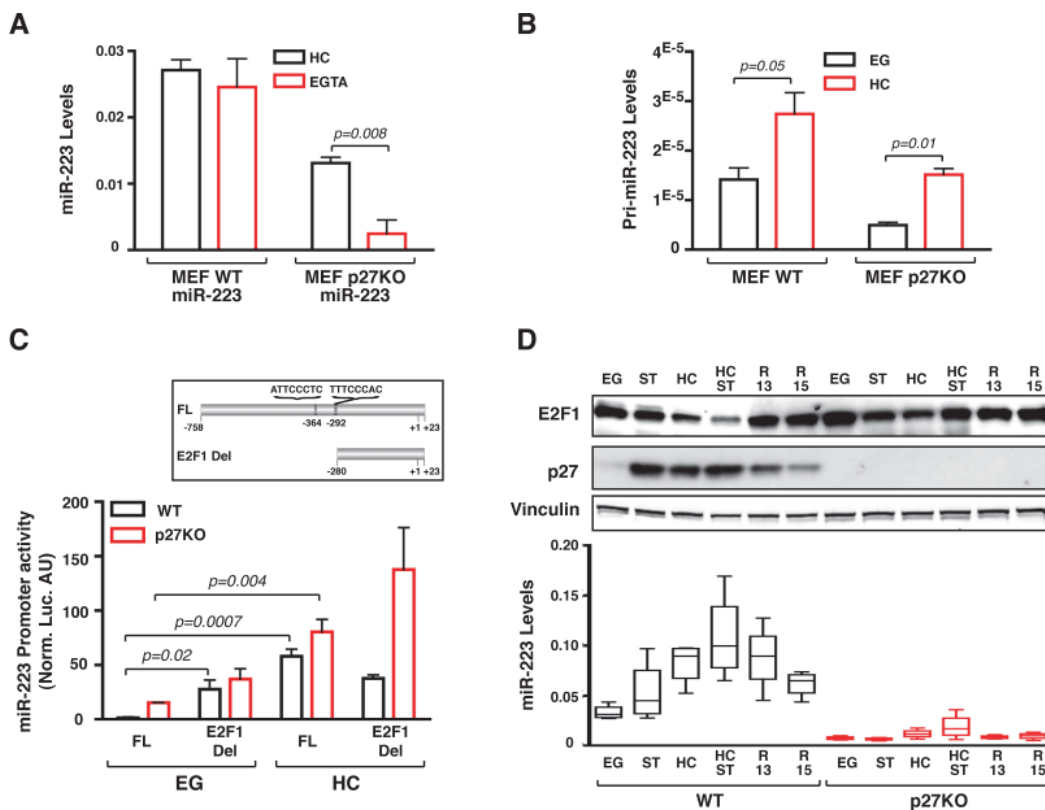 A
0.03
0.02
0.01
0
miR-223 Levels
HC
EGTA
p=0.008
MEF WT
miR-223
MEF p27KO
miR-223
B
5E-5
4E-5
3E-5
2E-5
1E-5
0
Pri-miR-223 Levels
EG
HC
p=0.05
p=0.01
MEF WT
MEF p27KO
C
ATTCCCTC TTTCCCAC
FL
-758 -364 -292 +1 +23
E2F1 Del
-280 +1 +23
200
150
100
50
0
miR-223 Promoter activity
(Norm. Luc. AU)
WT
p27KO
p=0.004
p=0.0007
p=0.02
FL E2F1 Del FL E2F1 Del
EG HC
D
EG ST HC HC ST R 13 R 15 EG ST HC HC ST R 13 R 15
E2F1
p27
Vinculin
0.20
0.15
0.10
0.05
0
miR-223 Levels
EG ST HC HC ST R 13 R 15 EG ST HC HC ST R 13 R 15
WT p27KO